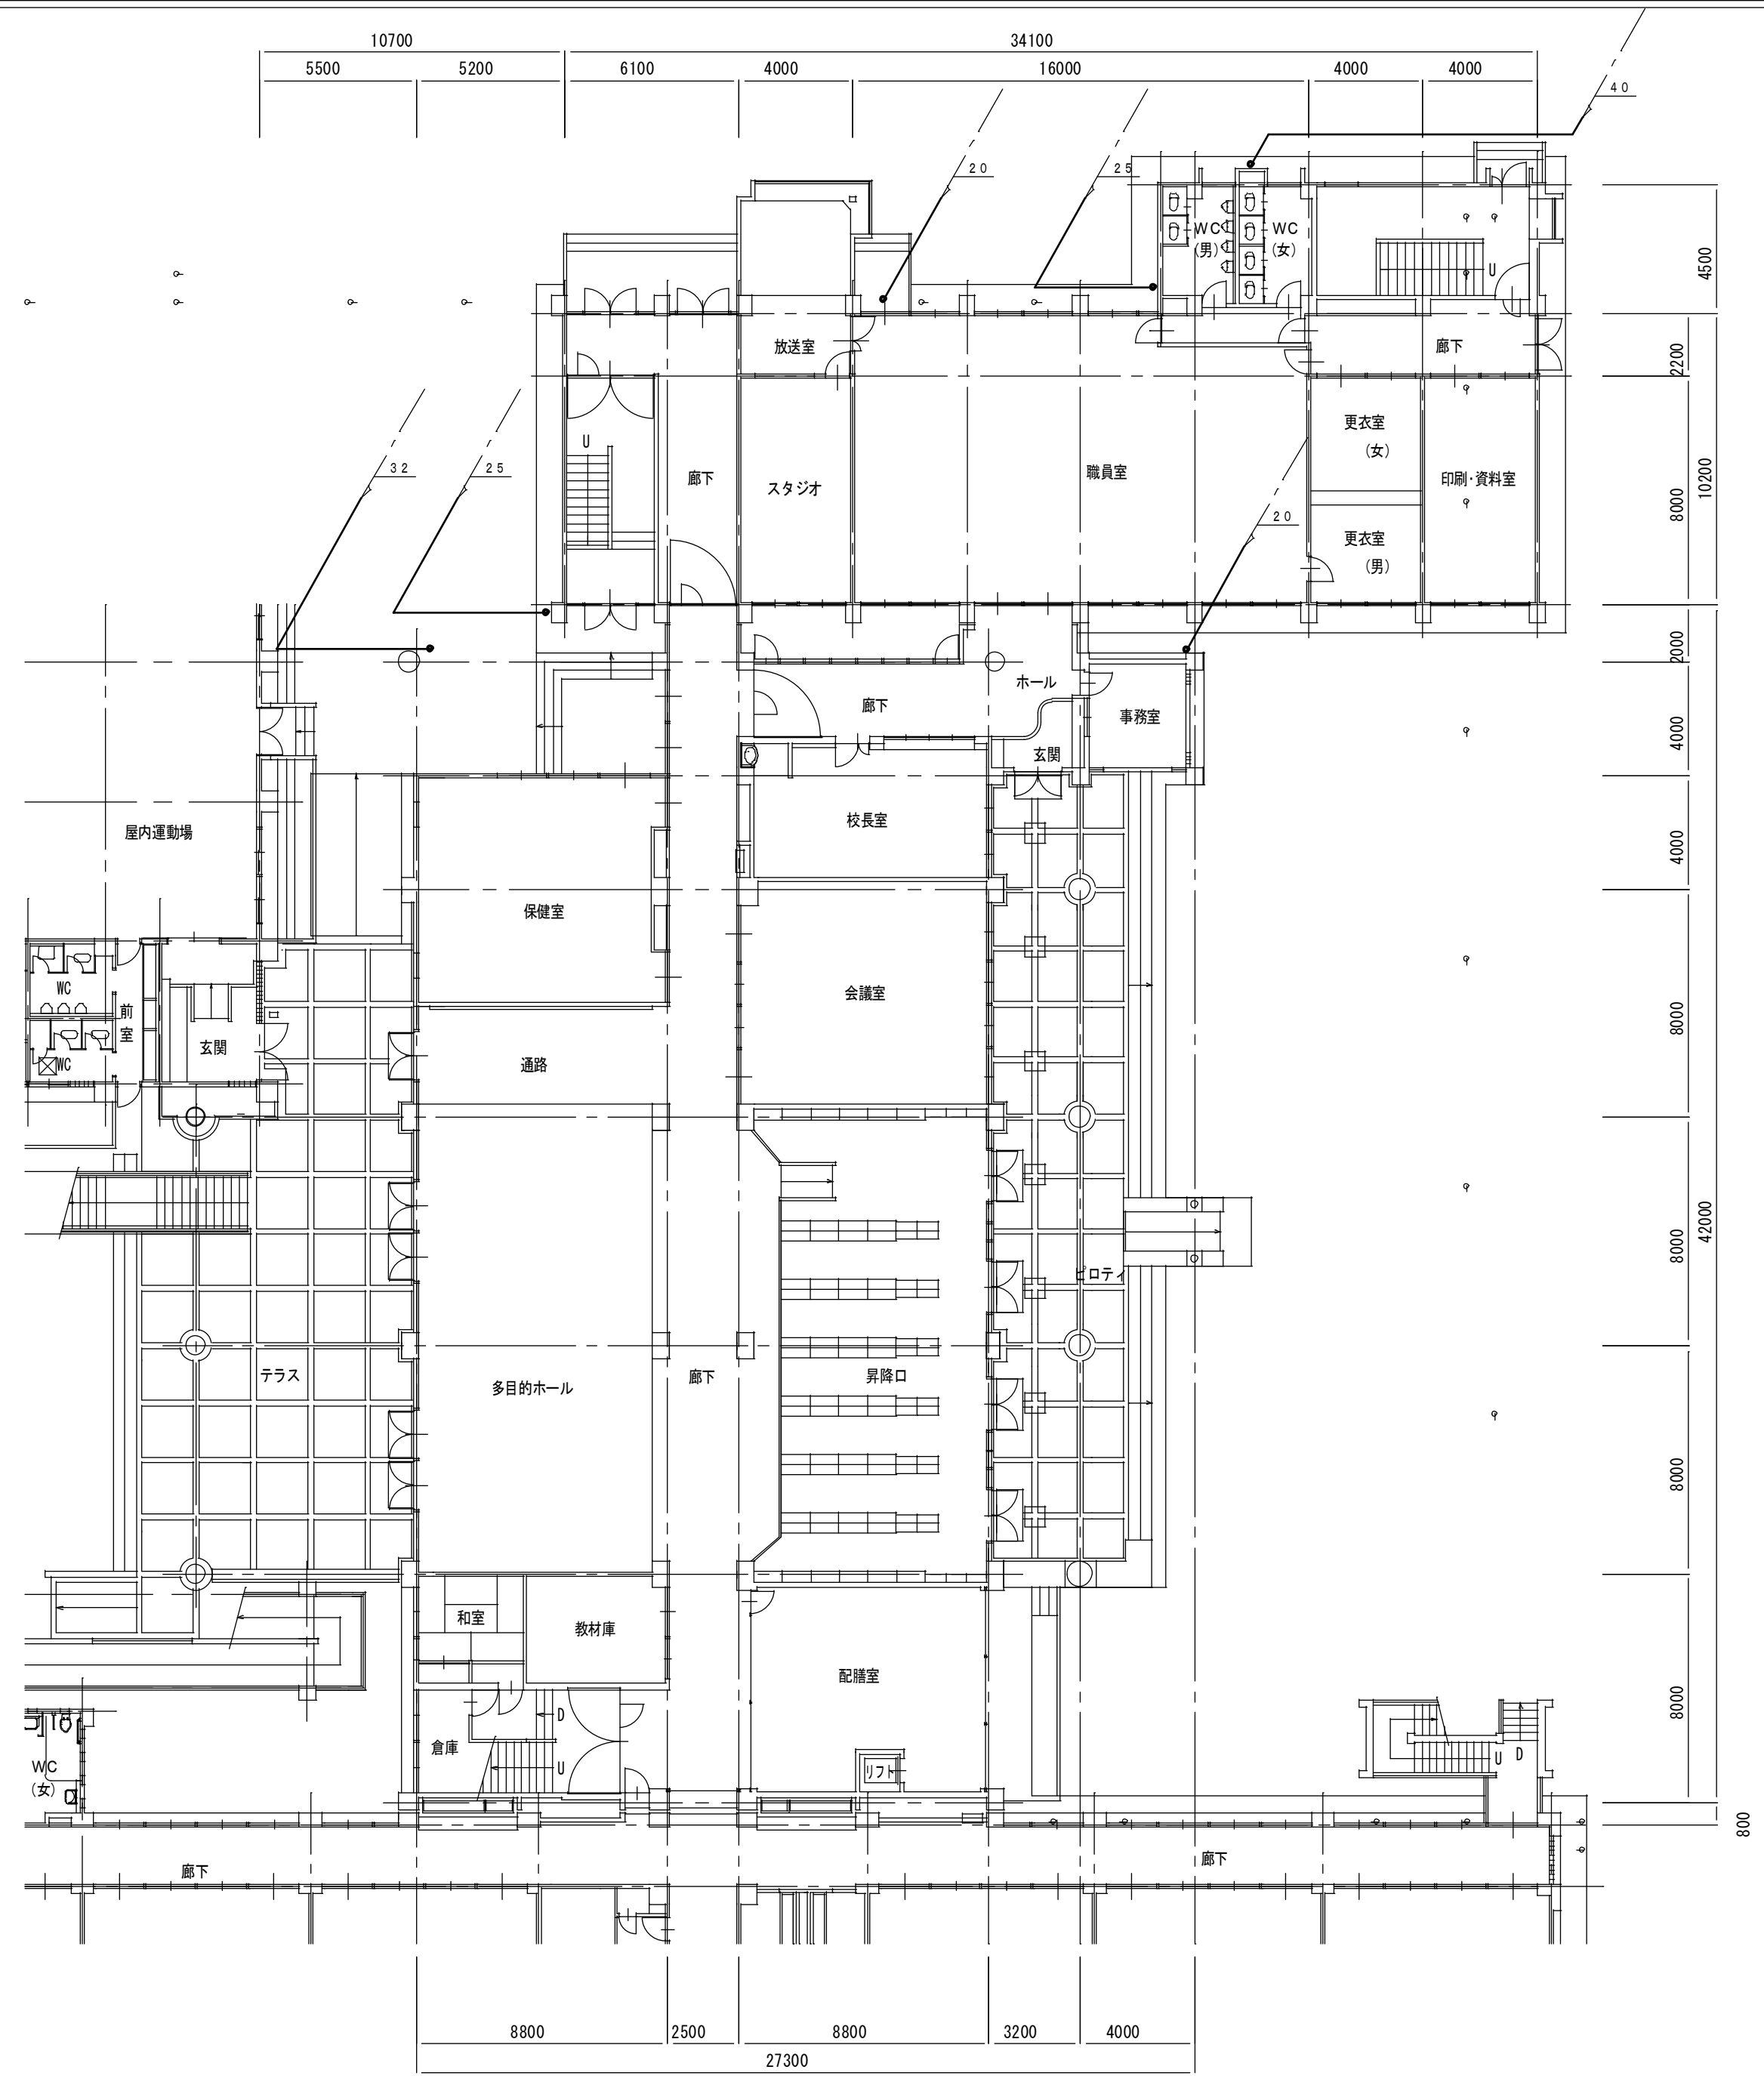 10700
34100
5500
5200
6100
4000
16000
4000
4000
４０
２０
２５
WC
(男)
WC
(女)
U
4500
放送室
廊下
2200
更衣室
(女)
U
３２
２５
廊下
スタジオ
職員室
印刷・資料室
8000
10200
２０
更衣室
(男)
2000
ホール
廊下
事務室
4000
玄関
屋内運動場
校長室
4000
保健室
WC
前
室
会議室
8000
玄関
WC
通路
8000
42000
ピロティ
テラス
多目的ホール
廊下
昇降口
8000
和室
教材庫
配膳室
8000
D
倉庫
U
リフト
U
D
WC
(女)
800
廊下
廊下
8800
2500
8800
3200
4000
27300